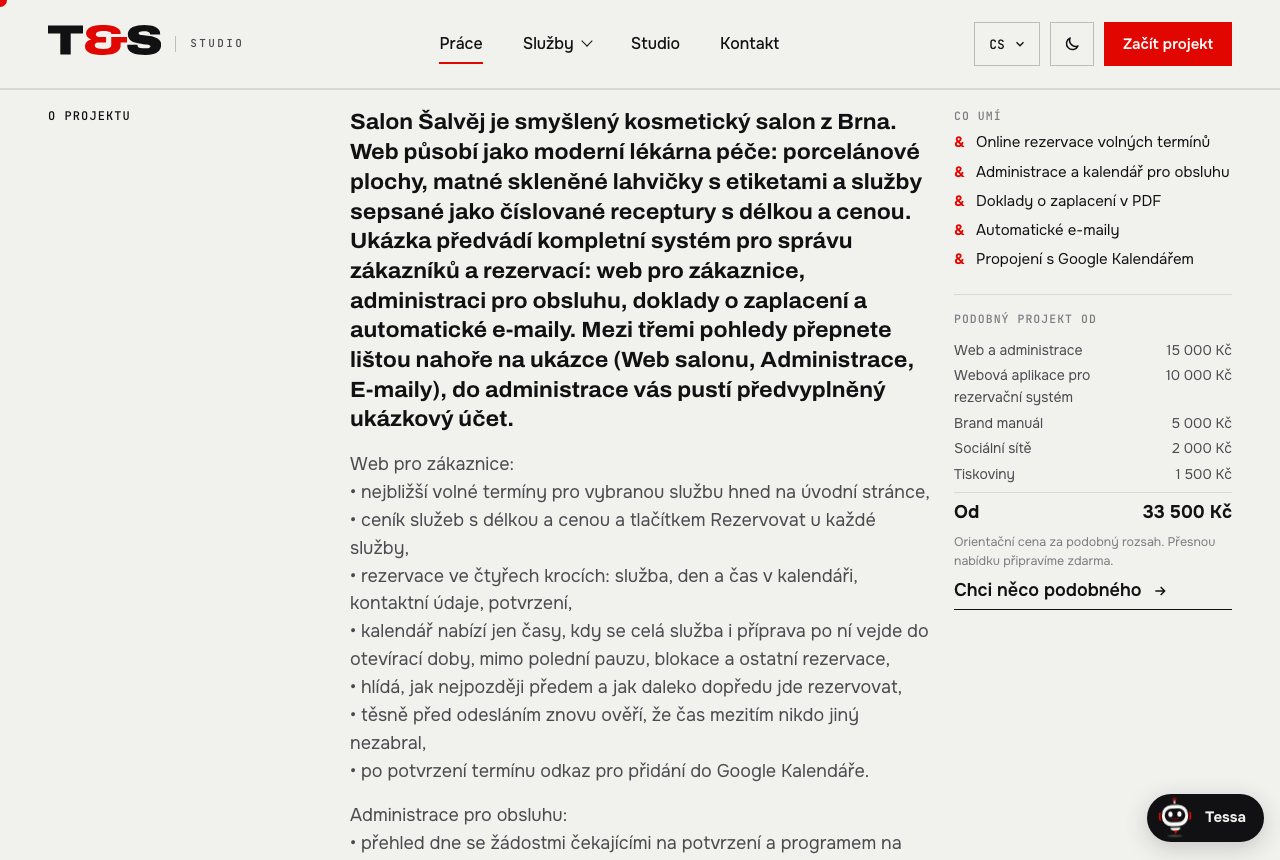 T&S STUDIO
Práce
Služby
Studio
Kontakt
CS
Začít projekt
O PROJEKTU
Salon Šalvěj je smyšlený kosmetický salon z Brna.
Web působí jako moderní lékárna péče: porcelánové
plochy, matné skleněné lahvičky s etiketami a služby
sepsané jako číslované receptury s délkou a cenou.
Ukázka předvádí kompletní systém pro správu
zákazníků a rezervací: web pro zákaznice,
administraci pro obsluhu, doklady o zaplacení a
automatické e-maily. Mezi třemi pohledy přepnete
lištou nahoře na ukázce (Web salonu, Administrace,
E-maily), do administrace vás pustí předvyplněný
ukázkový účet.
Web pro zákaznice:
• nejbližší volné termíny pro vybranou službu hned na úvodní stránce,
• ceník služeb s délkou a cenou a tlačítkem Rezervovat u každé
služby,
• rezervace ve čtyřech krocích: služba, den a čas v kalendáři,
kontaktní údaje, potvrzení,
• kalendář nabízí jen časy, kdy se celá služba i příprava po ní vejde do
otevírací doby, mimo polední pauzu, blokace a ostatní rezervace,
• hlídá, jak nejpozději předem a jak daleko dopředu jde rezervovat,
• těsně před odesláním znovu ověří, že čas mezitím nikdo jiný
nezabral,
• po potvrzení termínu odkaz pro přidání do Google Kalendáře.
Administrace pro obsluhu:
• přehled dne se žádostmi čekajícími na potvrzení a programem na
CO UMÍ
& Online rezervace volných termínů
& Administrace a kalendář pro obsluhu
& Doklady o zaplacení v PDF
& Automatické e-maily
& Propojení s Google Kalendářem
PODOBNÝ PROJEKT OD
Web a administrace 15 000 Kč
Webová aplikace pro 10 000 Kč
rezervační systém
Brand manuál 5 000 Kč
Sociální sítě 2 000 Kč
Tiskoviny 1 500 Kč
Od 33 500 Kč
Orientační cena za podobný rozsah. Přesnou
nabídku připravíme zdarma.
Chci něco podobného →
Tessa